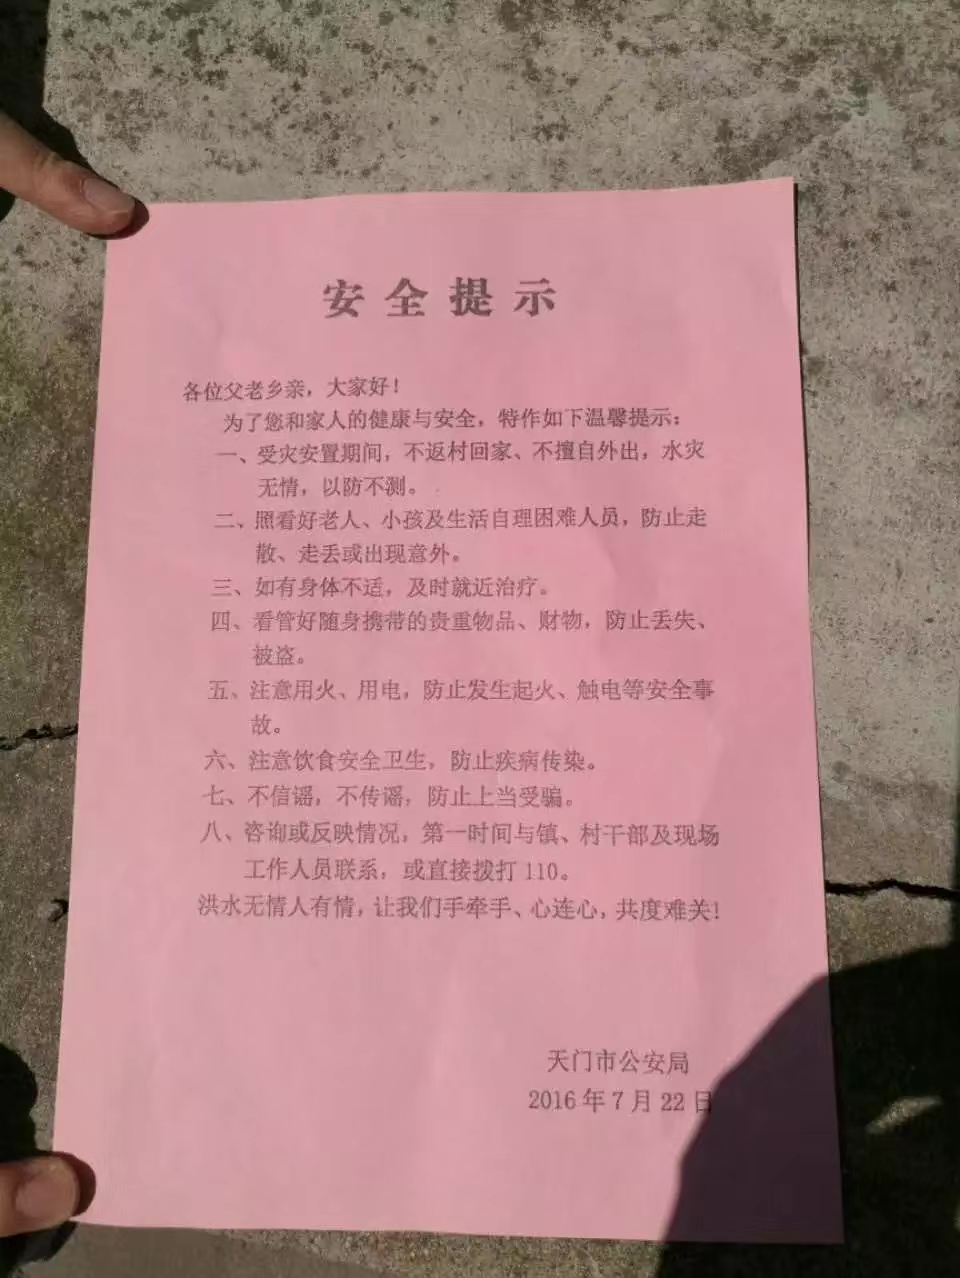 安全提示
各位父老乡亲，大家好！
为了您和家人的健康与安全，特作如下温馨提示：
一、受灾安置期间，不返村回家、不擅自外出，水灾
无情，以防不测。
二、照看好老人、小孩及生活自理困难人员，防止走
散、走丢或出现意外。
三、如有身体不适，及时就近治疗。
四、看管好随身携带的贵重物品、财物，防止丢失、
被盗。
五、注意用火、用电，防止发生起火、触电等安全事
故。
六、注意饮食安全卫生，防止疾病传染。
七、不信谣，不传谣，防止上当受骗。
八、咨询或反映情况，第一时间与镇、村干部及现场
工作人员联系，或直接拨打 110。
洪水无情人有情，让我们手牵手、心连心，共度难关！
天门市公安局
2016 年 7 月 22 日